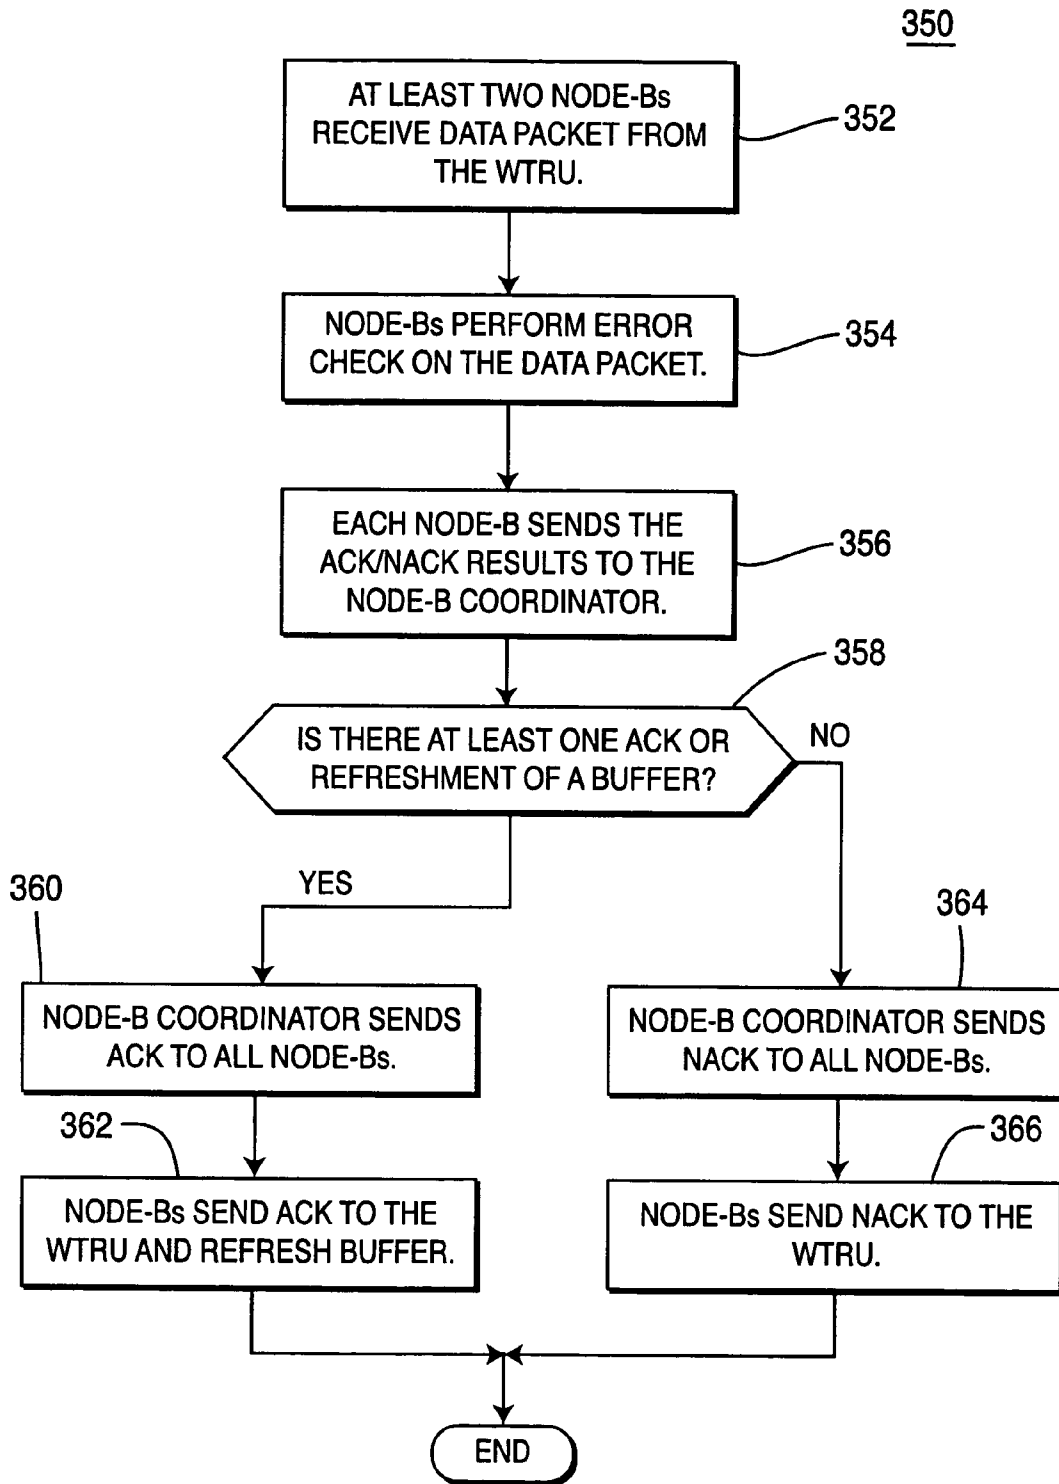 350
AT LEAST TWO NODE-Bs
RECEIVE DATA PACKET FROM
THE WTRU.
352
NODE-Bs PERFORM ERROR
CHECK ON THE DATA PACKET.
354
EACH NODE-B SENDS THE
ACK/NACK RESULTS TO THE
NODE-B COORDINATOR.
356
358
IS THERE AT LEAST ONE ACK OR
REFRESHMENT OF A BUFFER?
NO
YES
360
NODE-B COORDINATOR SENDS
ACK TO ALL NODE-Bs.
364
NODE-B COORDINATOR SENDS
NACK TO ALL NODE-Bs.
362
NODE-Bs SEND ACK TO THE
WTRU AND REFRESH BUFFER.
366
NODE-Bs SEND NACK TO THE
WTRU.
END